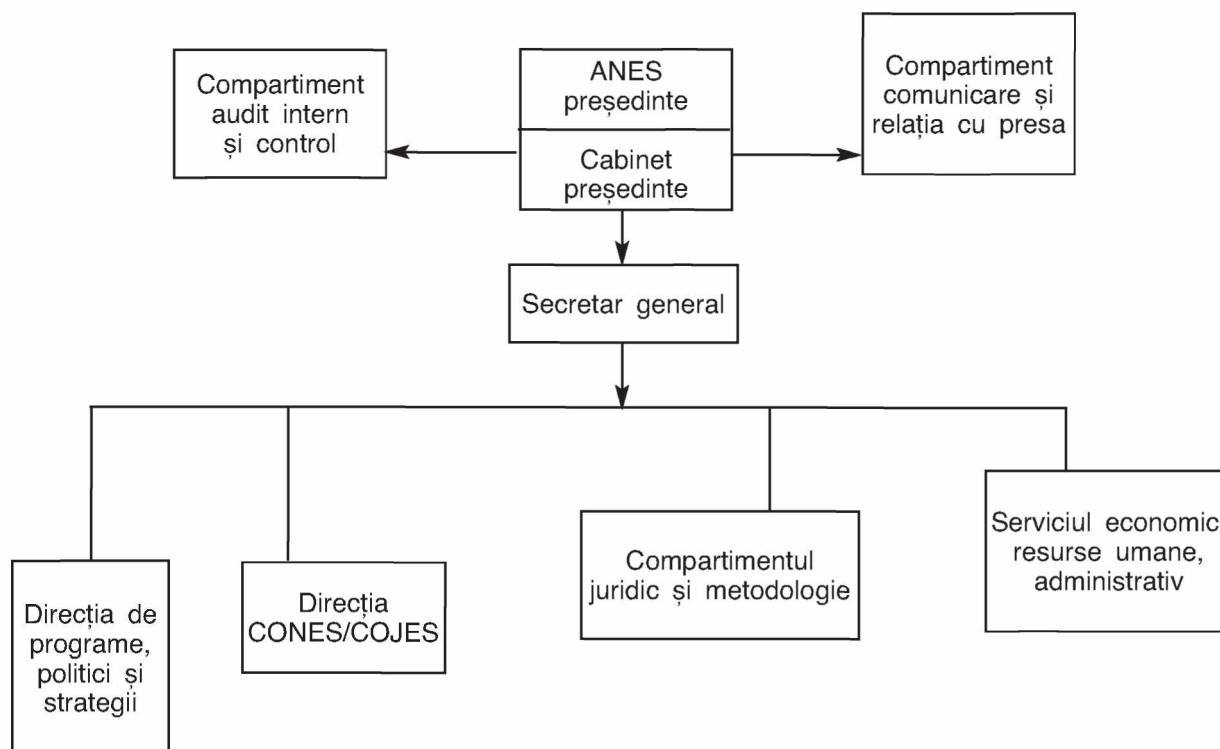 Compartiment
audit intern
și control
ANES
președinte
Cabinet
președinte
Compartiment
comunicare și
relația cu presa
Secretar general
Direcția de
programe,
politici și
strategii
Direcția
CONES/COJES
Compartimentul
juridic și metodologie
Serviciul economic,
resurse umane,
administrativ